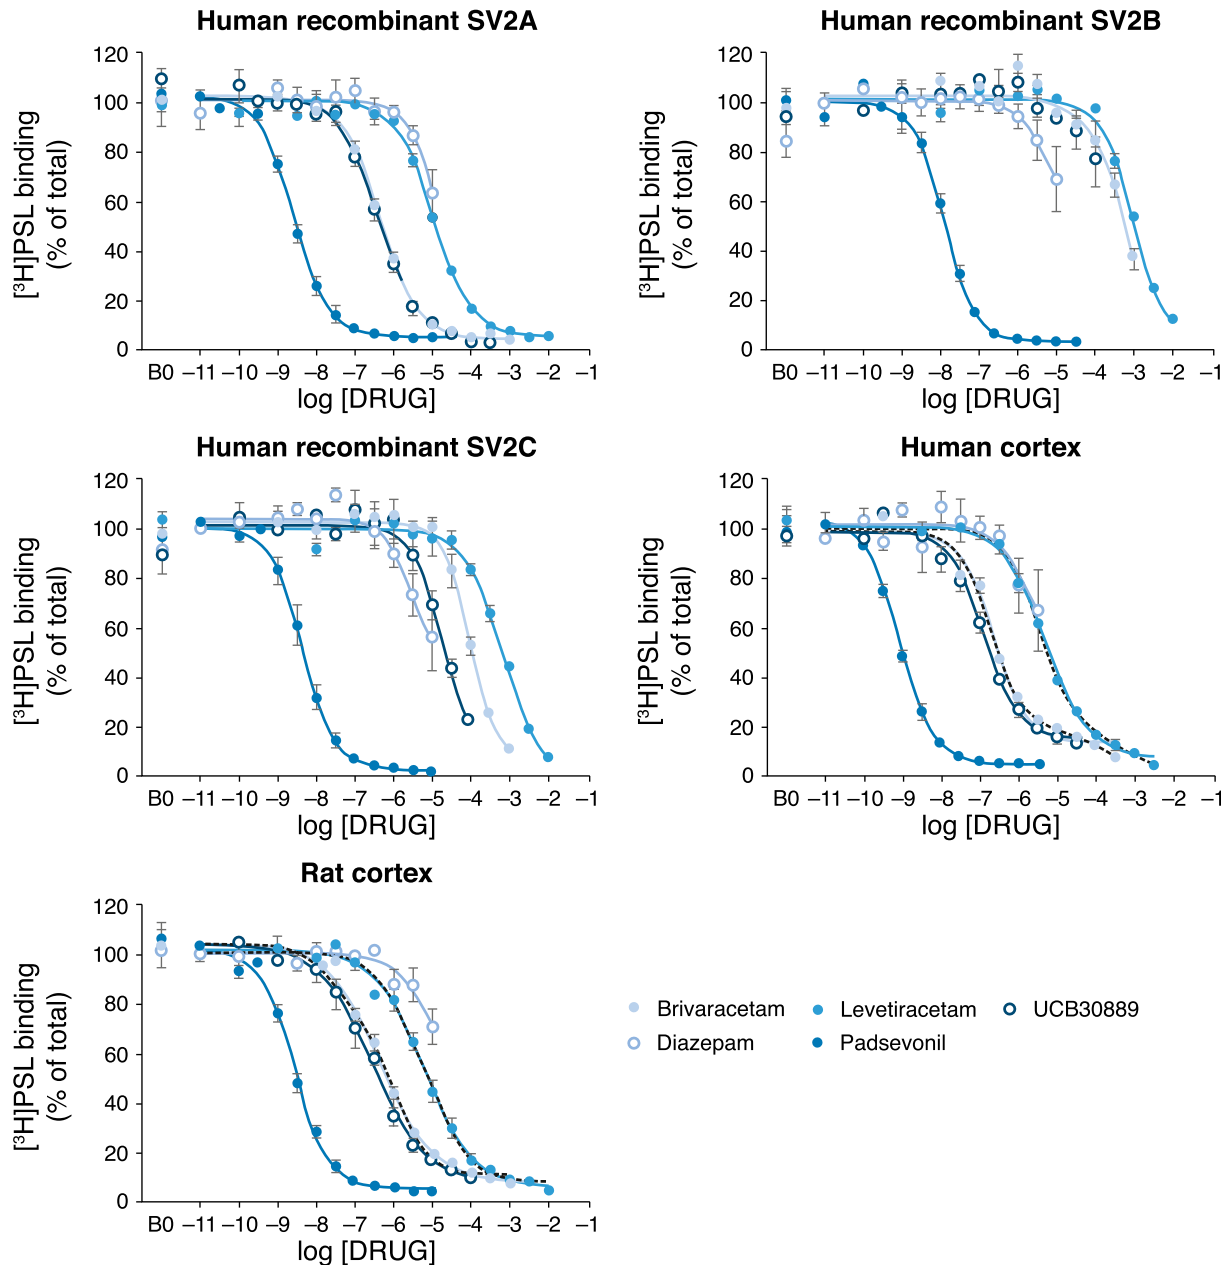 Human recombinant SV2A
[³H]PSL binding
(% of total)
120
100
80
60
40
20
0
B0 –11 –10 –9 –8 –7 –6 –5 –4 –3 –2 –1
log [DRUG]
Human recombinant SV2B
[³H]PSL binding
(% of total)
120
100
80
60
40
20
0
B0 –11 –10 –9 –8 –7 –6 –5 –4 –3 –2 –1
log [DRUG]
Human recombinant SV2C
[³H]PSL binding
(% of total)
120
100
80
60
40
20
0
B0 –11 –10 –9 –8 –7 –6 –5 –4 –3 –2 –1
log [DRUG]
Human cortex
[³H]PSL binding
(% of total)
120
100
80
60
40
20
0
B0 –11 –10 –9 –8 –7 –6 –5 –4 –3 –2 –1
log [DRUG]
Rat cortex
[³H]PSL binding
(% of total)
120
100
80
60
40
20
0
B0 –11 –10 –9 –8 –7 –6 –5 –4 –3 –2 –1
log [DRUG]
Brivaracetam Levetiracetam UCB30889
Diazepam Padsevonil